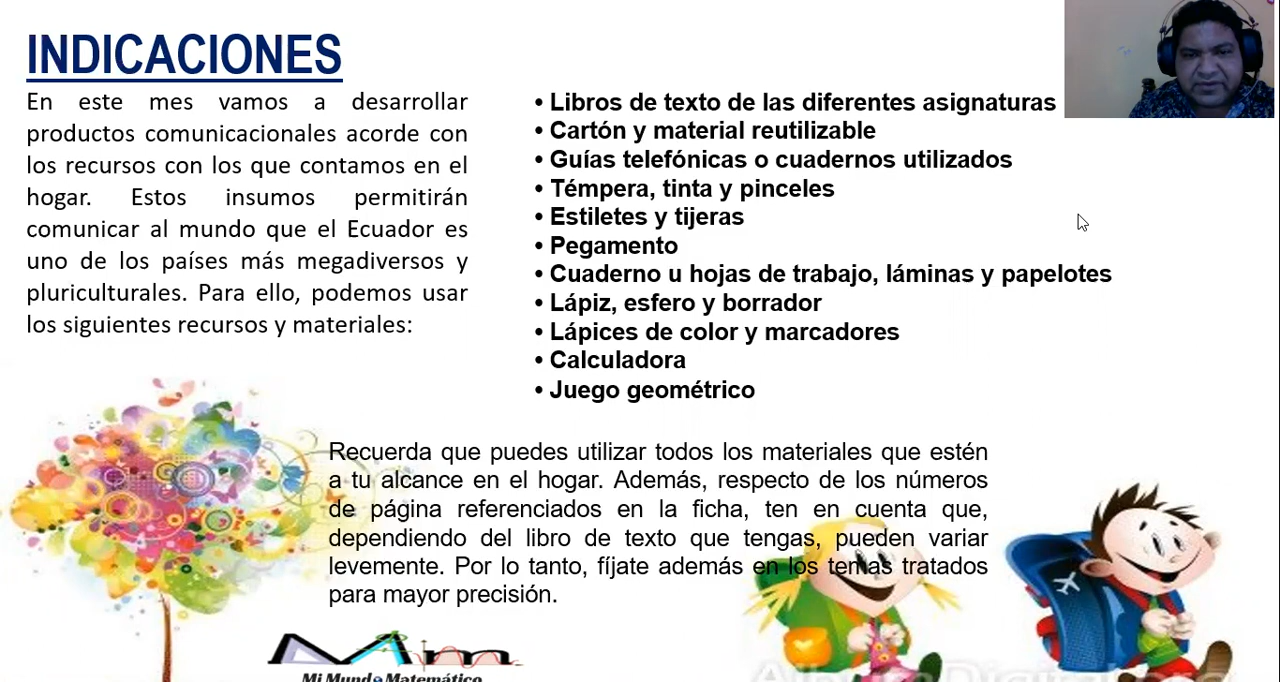 INDICACIONES
En este mes vamos a desarrollar
productos comunicacionales acorde con
los recursos con los que contamos en el
hogar. Estos insumos permitirán
comunicar al mundo que el Ecuador es
uno de los países más megadiversos y
pluriculturales. Para ello, podemos usar
los siguientes recursos y materiales:
• Libros de texto de las diferentes asignaturas
• Cartón y material reutilizable
• Guías telefónicas o cuadernos utilizados
• Témpera, tinta y pinceles
• Estiletes y tijeras
• Pegamento
• Cuaderno u hojas de trabajo, láminas y papelotes
• Lápiz, esfero y borrador
• Lápices de color y marcadores
• Calculadora
• Juego geométrico
Recuerda que puedes utilizar todos los materiales que estén
a tu alcance en el hogar. Además, respecto de los números
de página referenciados en la ficha, ten en cuenta que,
dependiendo del libro de texto que tengas, pueden variar
levemente. Por lo tanto, fíjate además en los temas tratados
para mayor precisión.
Mim
Mi Mundo Matemático